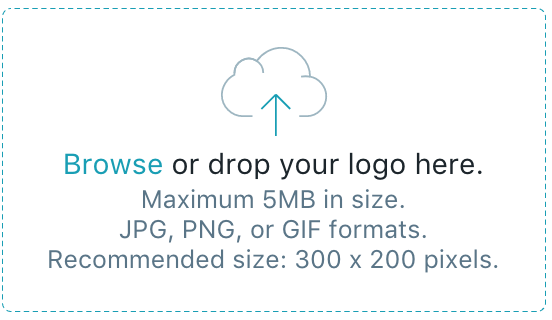 Browse or drop your logo here.
Maximum 5MB in size.
JPG, PNG, or GIF formats.
Recommended size: 300 x 200 pixels.